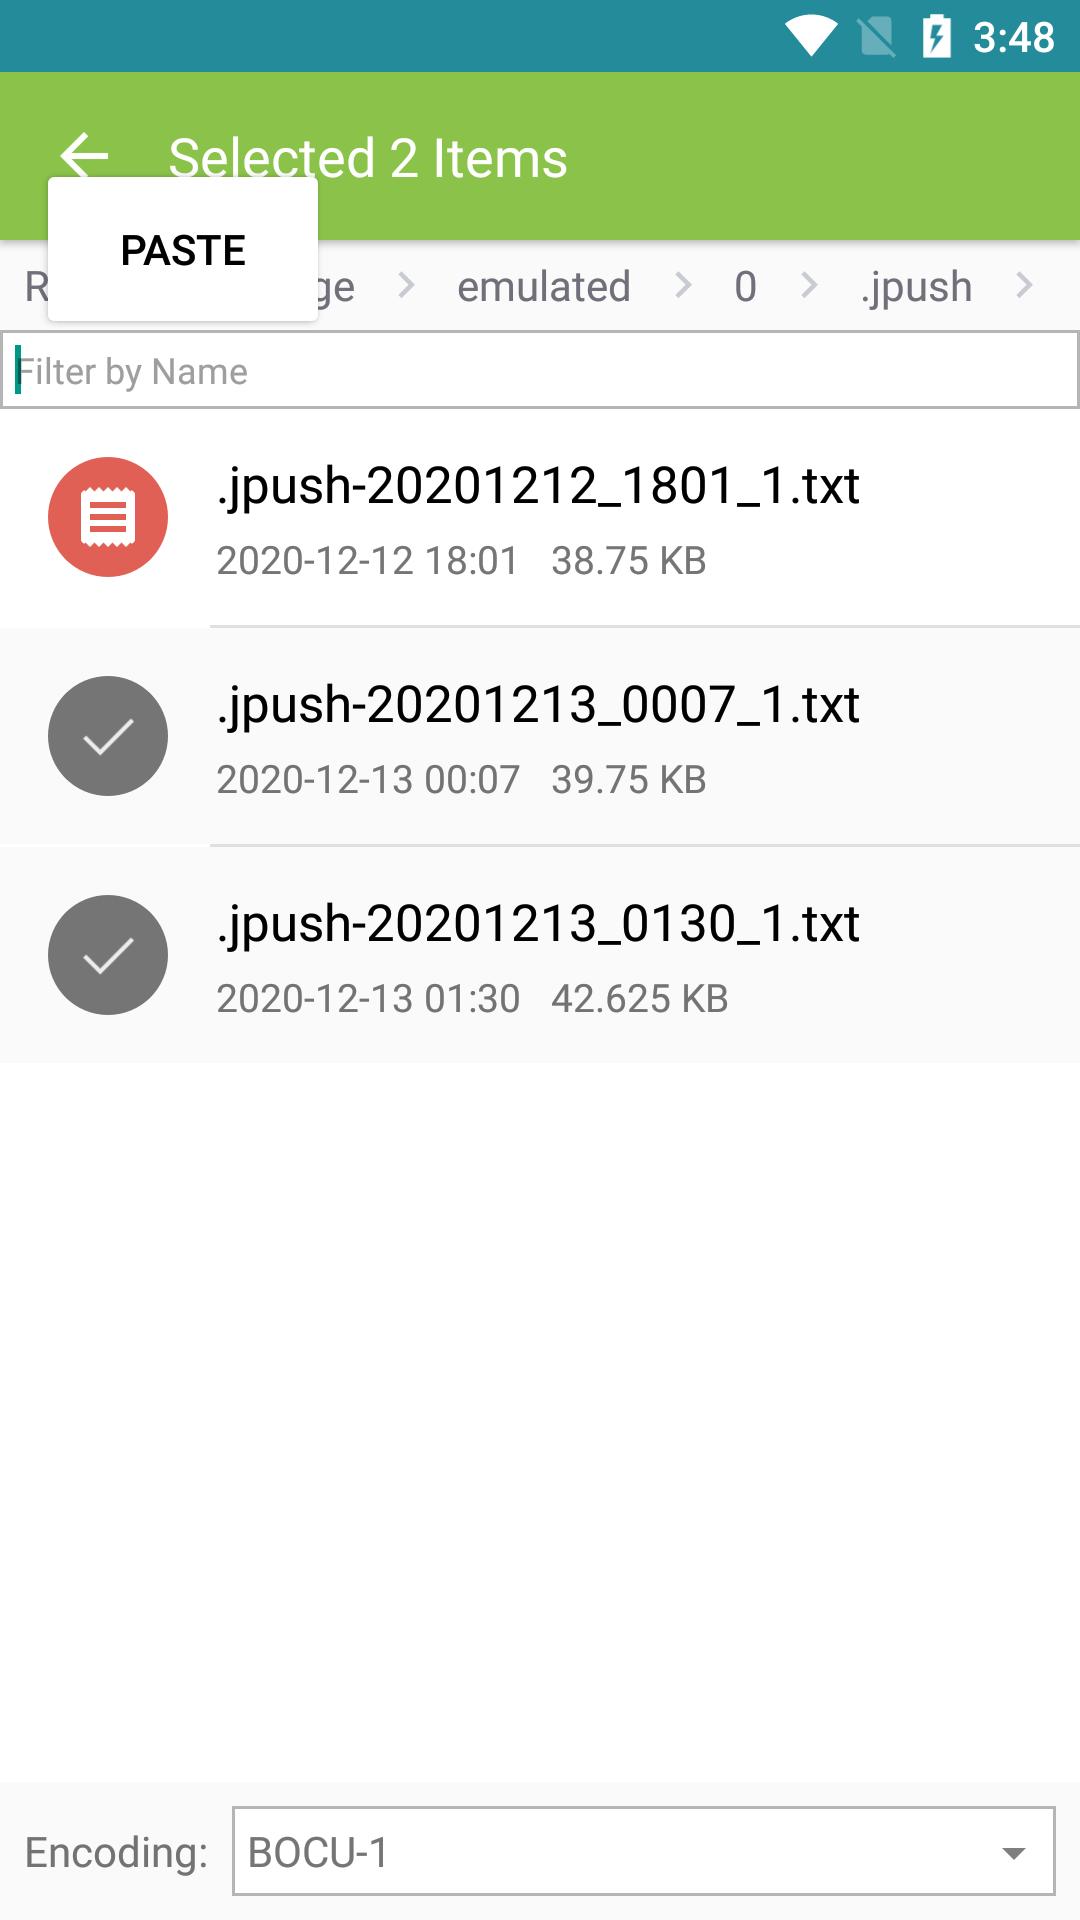 3:48
Selected 2 Items
PASTE
R ge emulated 0 .jpush
Filter by Name
.jpush-20201212_1801_1.txt
2020-12-12 18:01 38.75 KB
.jpush-20201213_0007_1.txt
2020-12-13 00:07 39.75 KB
.jpush-20201213_0130_1.txt
2020-12-13 01:30 42.625 KB
Encoding: BOCU-1